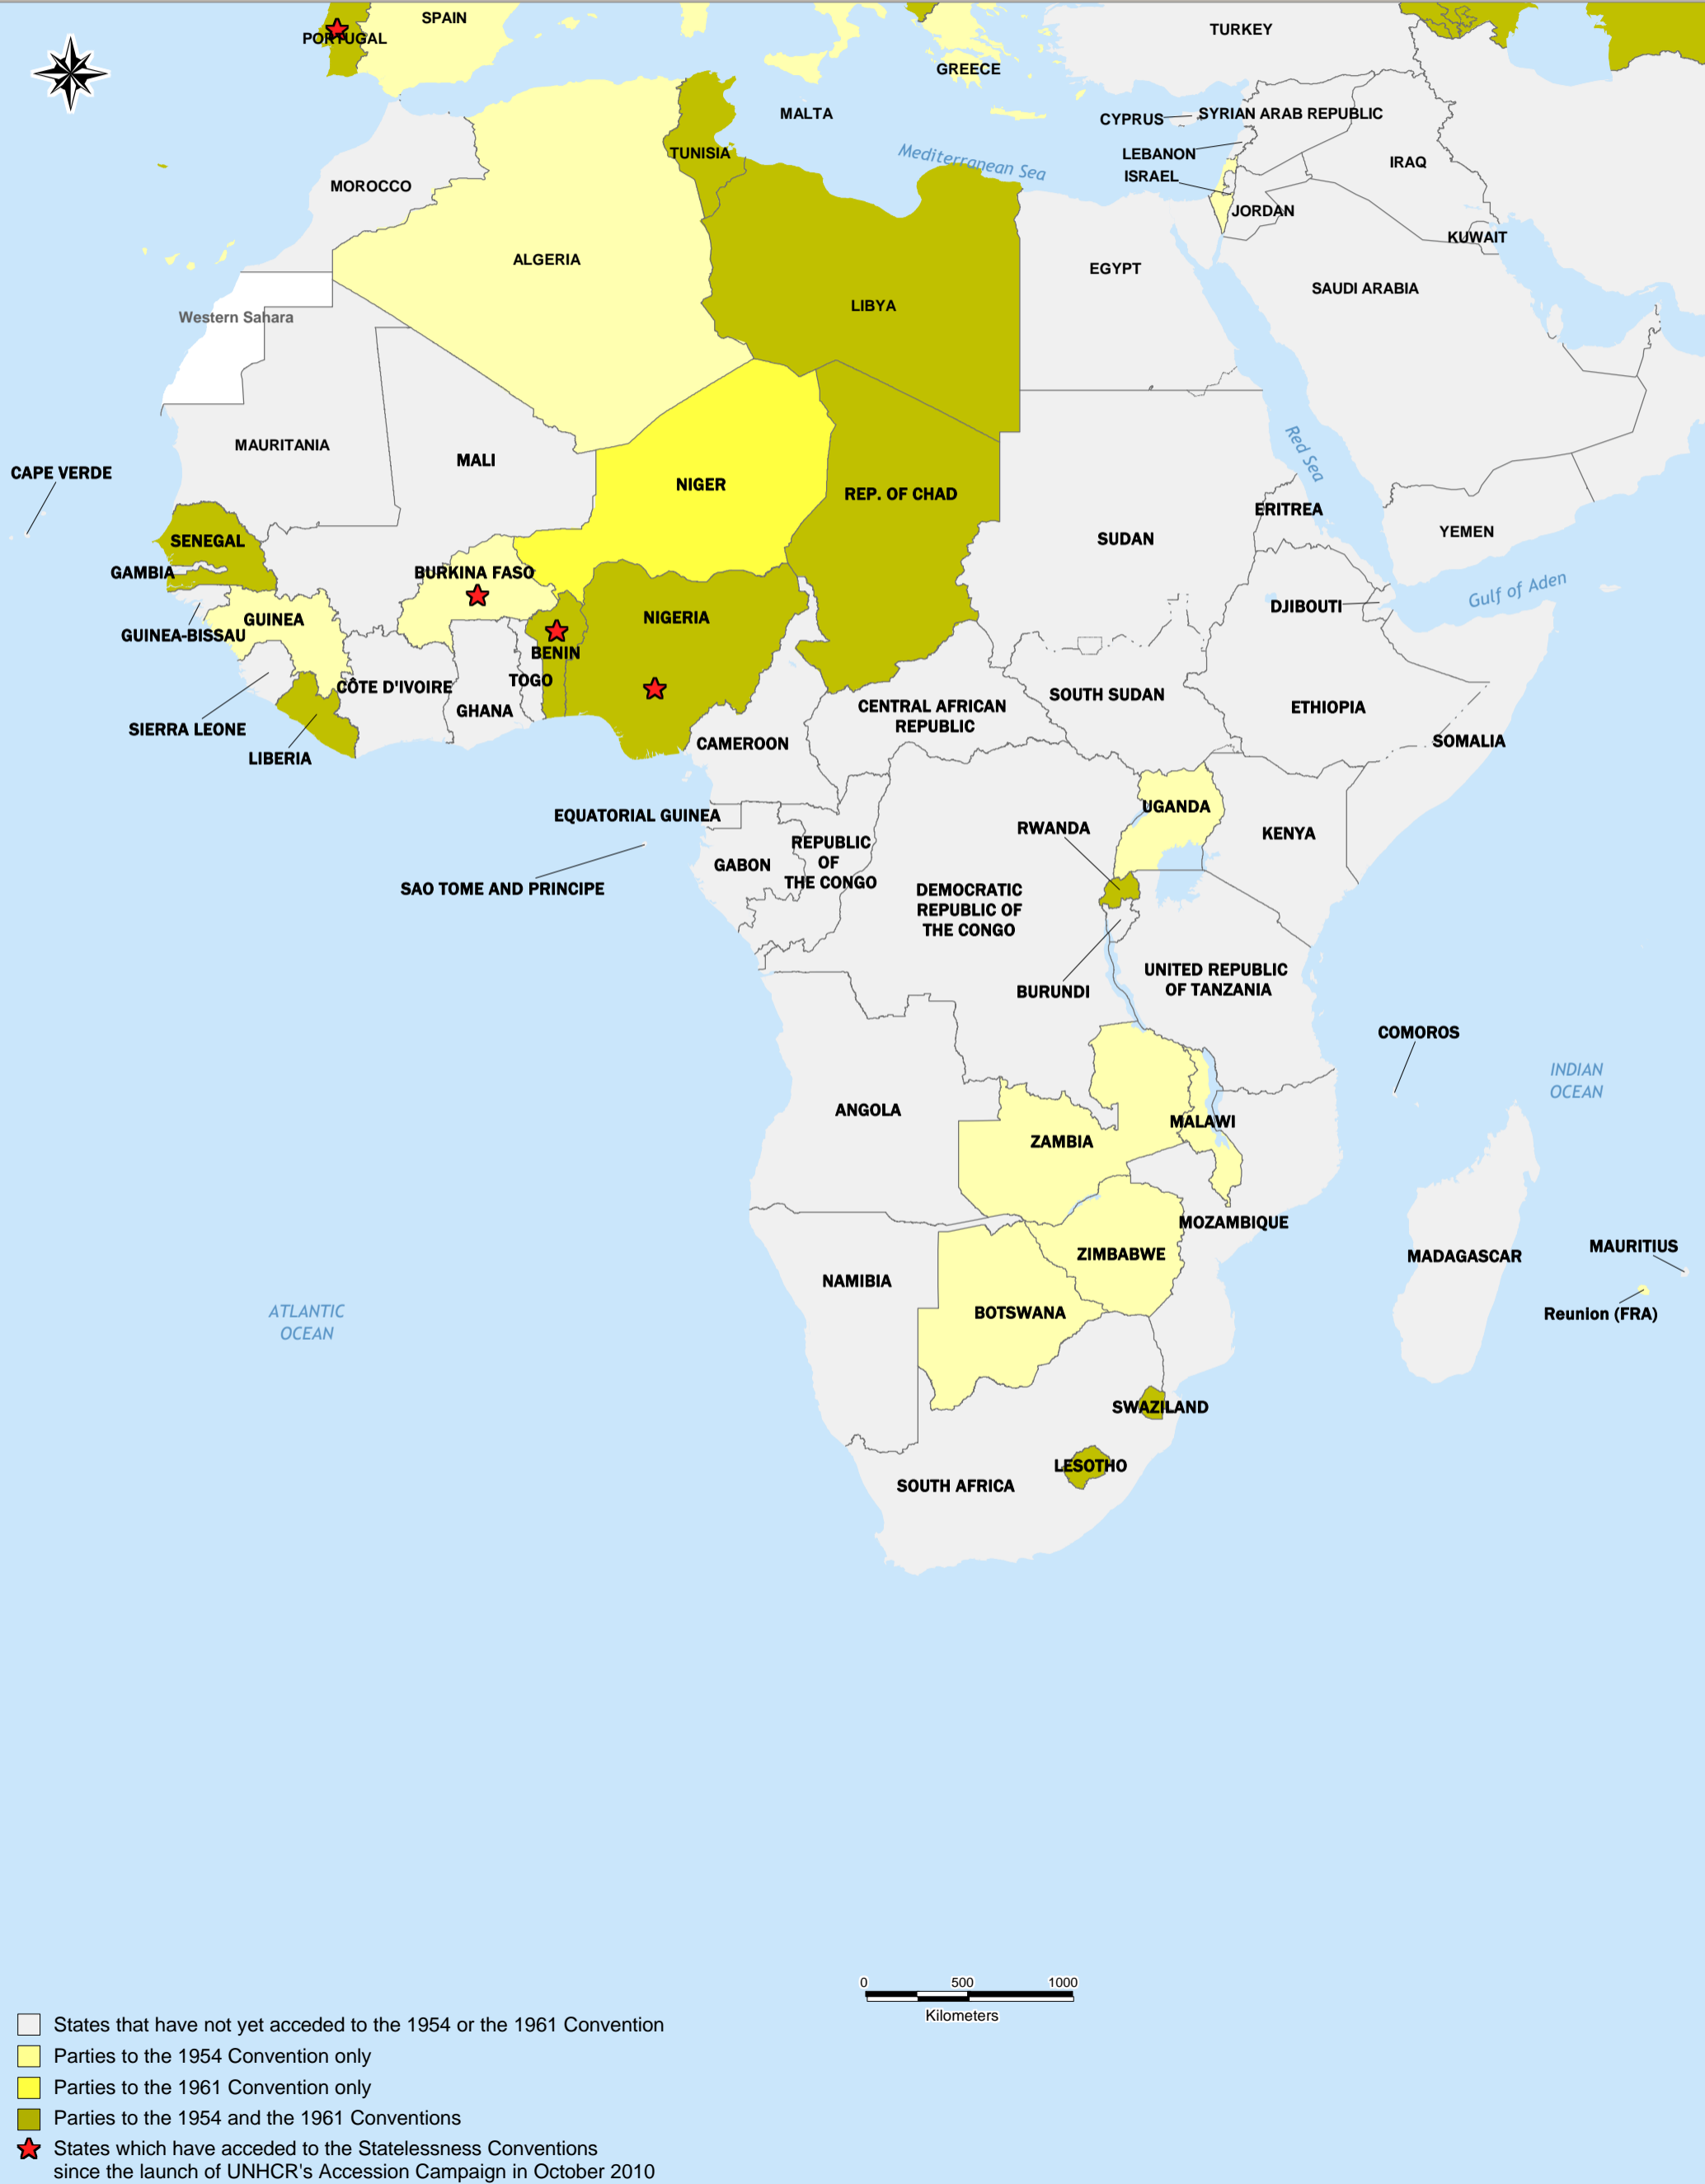 SPAIN
PORTUGAL
TURKEY
GREECE
MALTA
CYPRUS
SYRIAN ARAB REPUBLIC
LEBANON
ISRAEL
IRAQ
TUNISIA
Mediterranean Sea
MOROCCO
JORDAN
KUWAIT
ALGERIA
EGYPT
SAUDI ARABIA
LIBYA
Western Sahara
MAURITANIA
MALI
CAPE VERDE
NIGER
REP. OF CHAD
Red Sea
ERITREA
YEMEN
SUDAN
SENEGAL
GAMBIA
BURKINA FASO
Gulf of Aden
DJIBOUTI
GUINEA
NIGERIA
GUINEA-BISSAU
BENIN
TOGO
CÔTE D'IVOIRE
GHANA
SOUTH SUDAN
ETHIOPIA
CENTRAL AFRICAN
REPUBLIC
SIERRA LEONE
LIBERIA
CAMEROON
SOMALIA
EQUATORIAL GUINEA
UGANDA
RWANDA
KENYA
REPUBLIC
OF
THE CONGO
GABON
SAO TOME AND PRINCIPE
DEMOCRATIC
REPUBLIC OF
THE CONGO
BURUNDI
UNITED REPUBLIC
OF TANZANIA
COMOROS
INDIAN
OCEAN
ANGOLA
MALAWI
ZAMBIA
MOZAMBIQUE
ZIMBABWE
MADAGASCAR
MAURITIUS
NAMIBIA
BOTSWANA
Reunion (FRA)
ATLANTIC
OCEAN
SWAZILAND
LESOTHO
SOUTH AFRICA
0 500 1000
Kilometers
States that have not yet acceded to the 1954 or the 1961 Convention
Parties to the 1954 Convention only
Parties to the 1961 Convention only
Parties to the 1954 and the 1961 Conventions
States which have acceded to the Statelessness Conventions
since the launch of UNHCR's Accession Campaign in October 2010